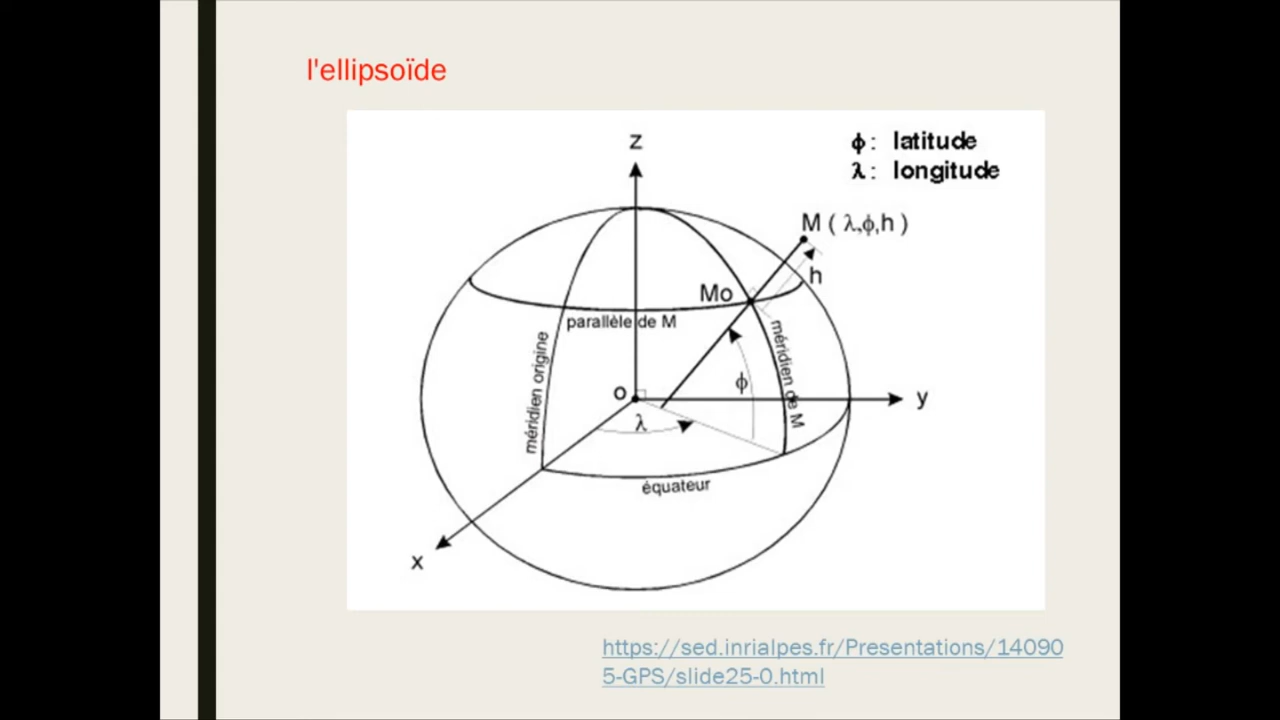 l'ellipsoïde
z
ϕ : latitude
λ : longitude
M ( λ,ϕ,h )
h
Mo
parallèle de M
méridien origine
méridien de M
ϕ
o
y
λ
équateur
x
https://sed.inrialpes.fr/Presentations/14090
5-GPS/slide25-0.html